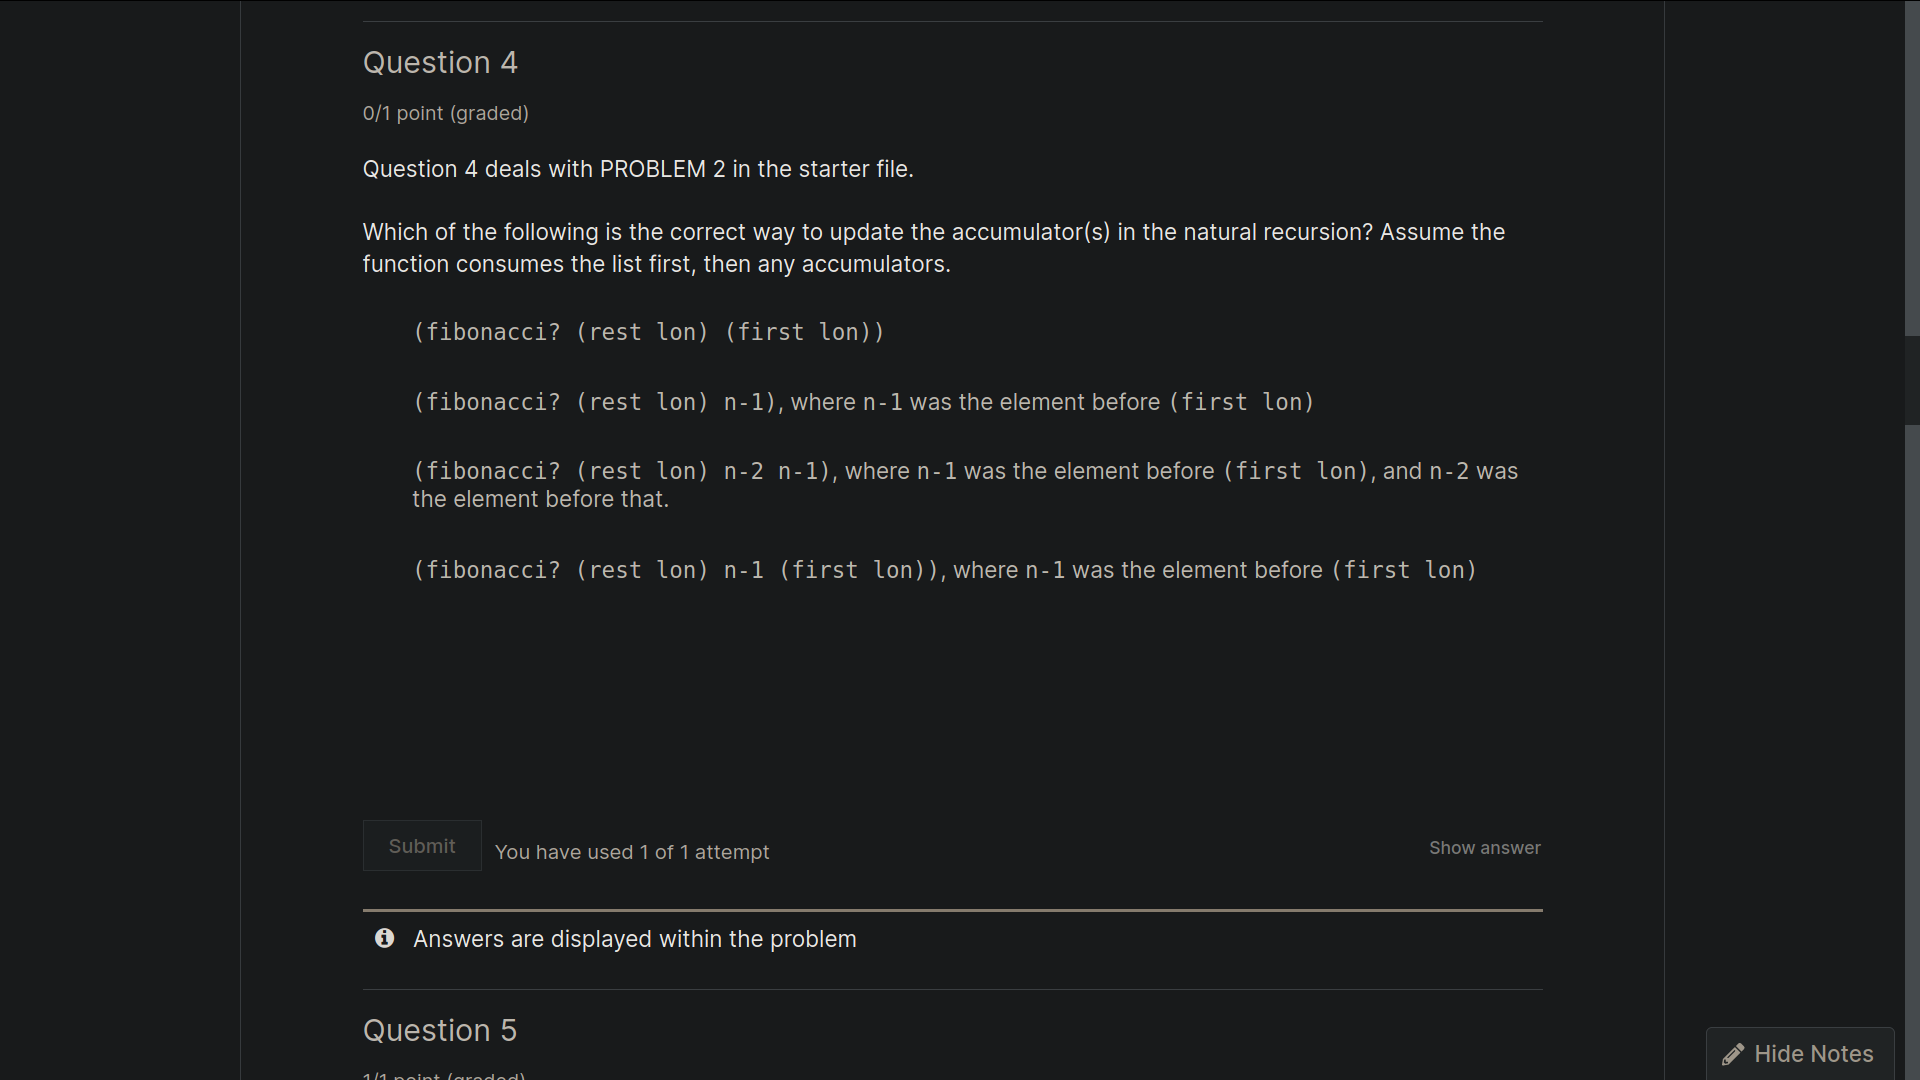 Question 4
0/1 point (graded)
Question 4 deals with PROBLEM 2 in the starter file.
Which of the following is the correct way to update the accumulator(s) in the natural recursion? Assume the
function consumes the list first, then any accumulators.
(fibonacci? (rest lon) (first lon))
(fibonacci? (rest lon) n-1), where n-1 was the element before (first lon)
(fibonacci? (rest lon) n-2 n-1), where n-1 was the element before (first lon), and n-2 was
the element before that.
(fibonacci? (rest lon) n-1 (first lon)), where n-1 was the element before (first lon)
Submit You have used 1 of 1 attempt Show answer
Answers are displayed within the problem
Question 5
1/1 point (graded)
Hide Notes